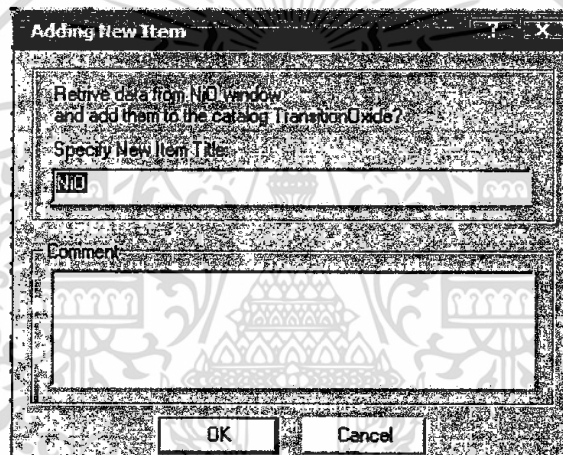 Adding New Item
? X
Retrive data from NiO window
and add them to the catalog TransitionOxide?
Specify New Item Title:
NiO
Comment
OK Cancel